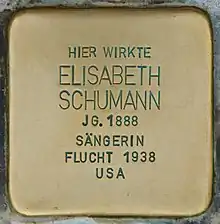 HIER WIRKTE
ELISABETH
SCHUMANN
JG. 1888
SÄNGERIN
FLUCHT 1938
USA